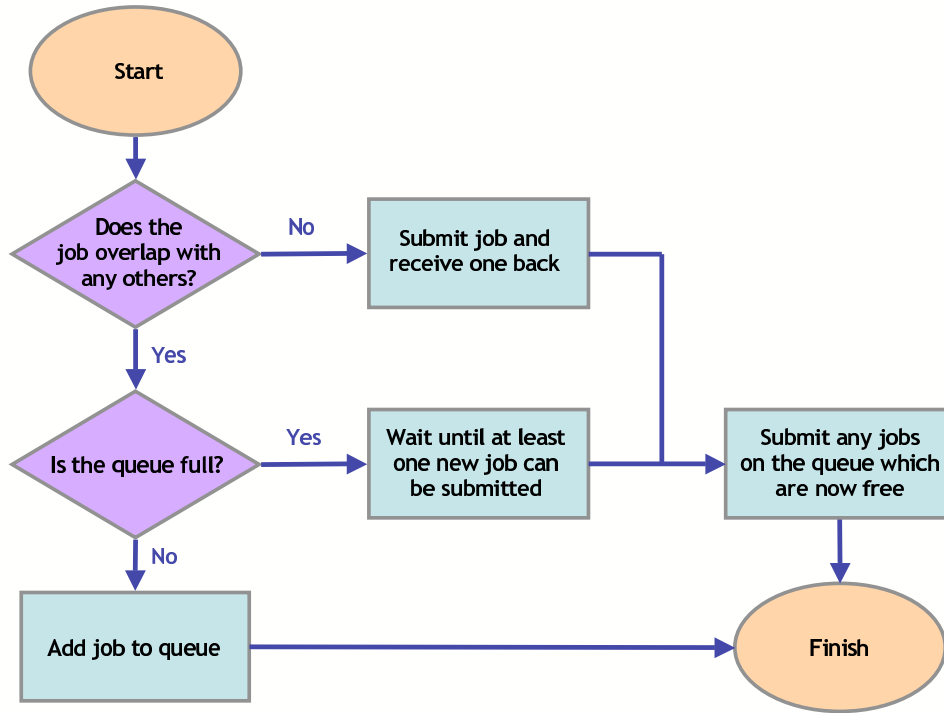 Start
Does the
job overlap with
any others?
No
Submit job and
receive one back
Yes
Is the queue full?
Yes
Wait until at least
one new job can
be submitted
Submit any jobs
on the queue which
are now free
No
Add job to queue
Finish